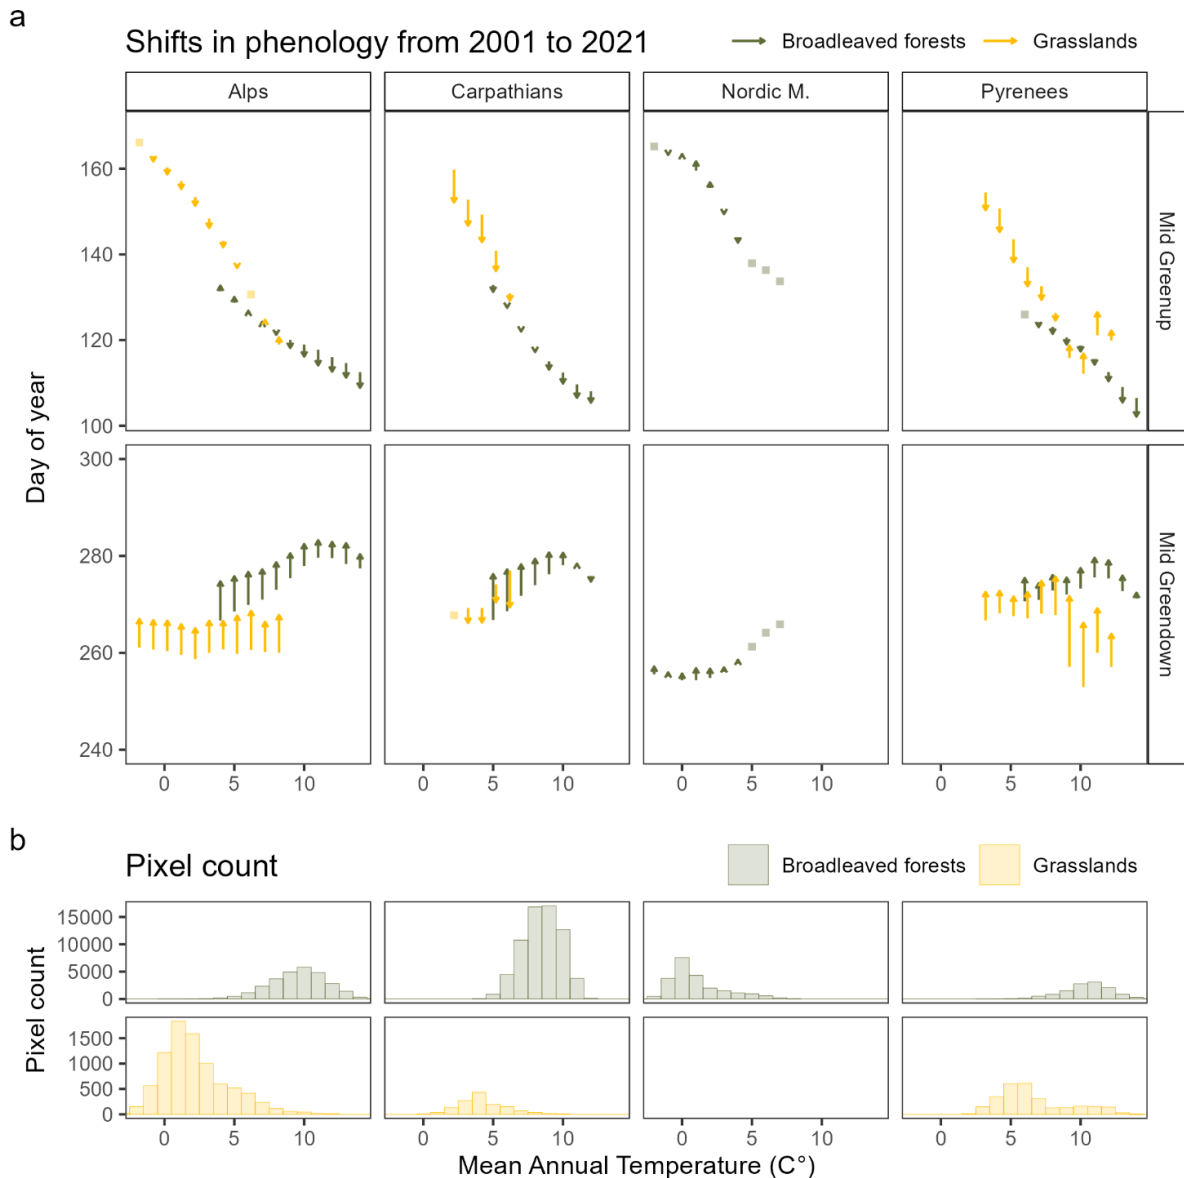 a
Shifts in phenology from 2001 to 2021
Broadleaved forests
Grasslands
Alps
Carpathians
Nordic M.
Pyrenees
160
140
120
100
Mid Greenup
Day of year
300
280
260
240
Mid Greendown
0 5 10
0 5 10
0 5 10
0 5 10
b
Pixel count
Broadleaved forests
Grasslands
15000
10000
5000
0
Pixel count
1500
1000
500
0
0 5 10
0 5 10
0 5 10
0 5 10
Mean Annual Temperature (C°)